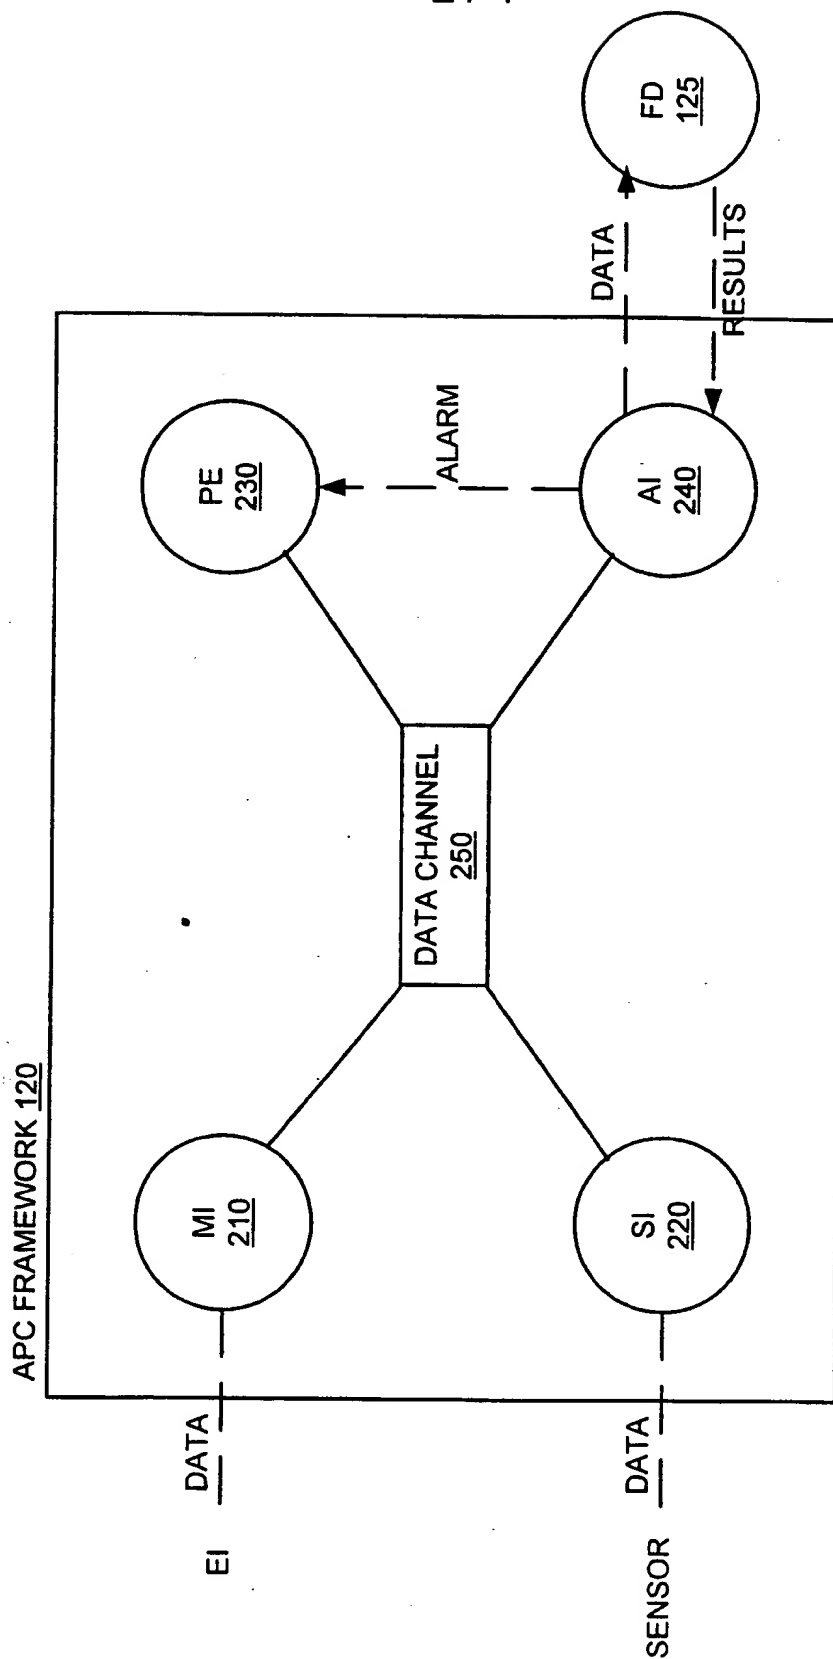 APC FRAMEWORK 120
EI
DATA
MI
210
PE
230
DATA CHANNEL
250
ALARM
SENSOR
DATA
SI
220
AI
240
DATA
RESULTS
FD
125